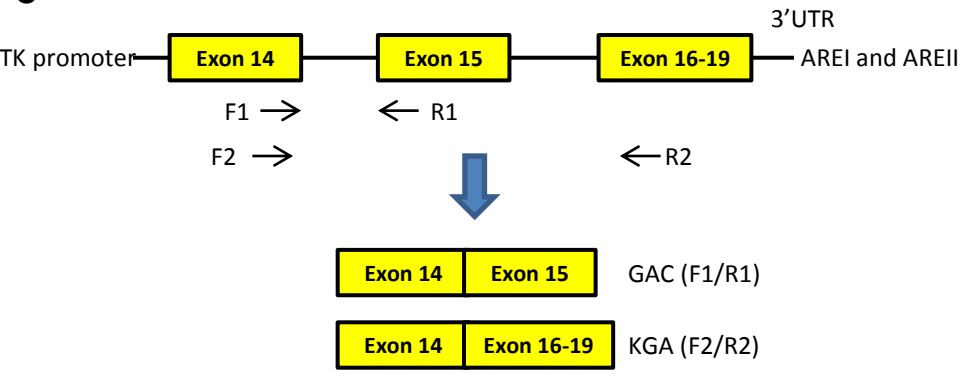 3'UTR
TK promoter Exon 14 Exon 15 Exon 16-19 AREI and AREII
F1 R1
F2 R2
Exon 14 Exon 15 GAC (F1/R1)
Exon 14 Exon 16-19 KGA (F2/R2)